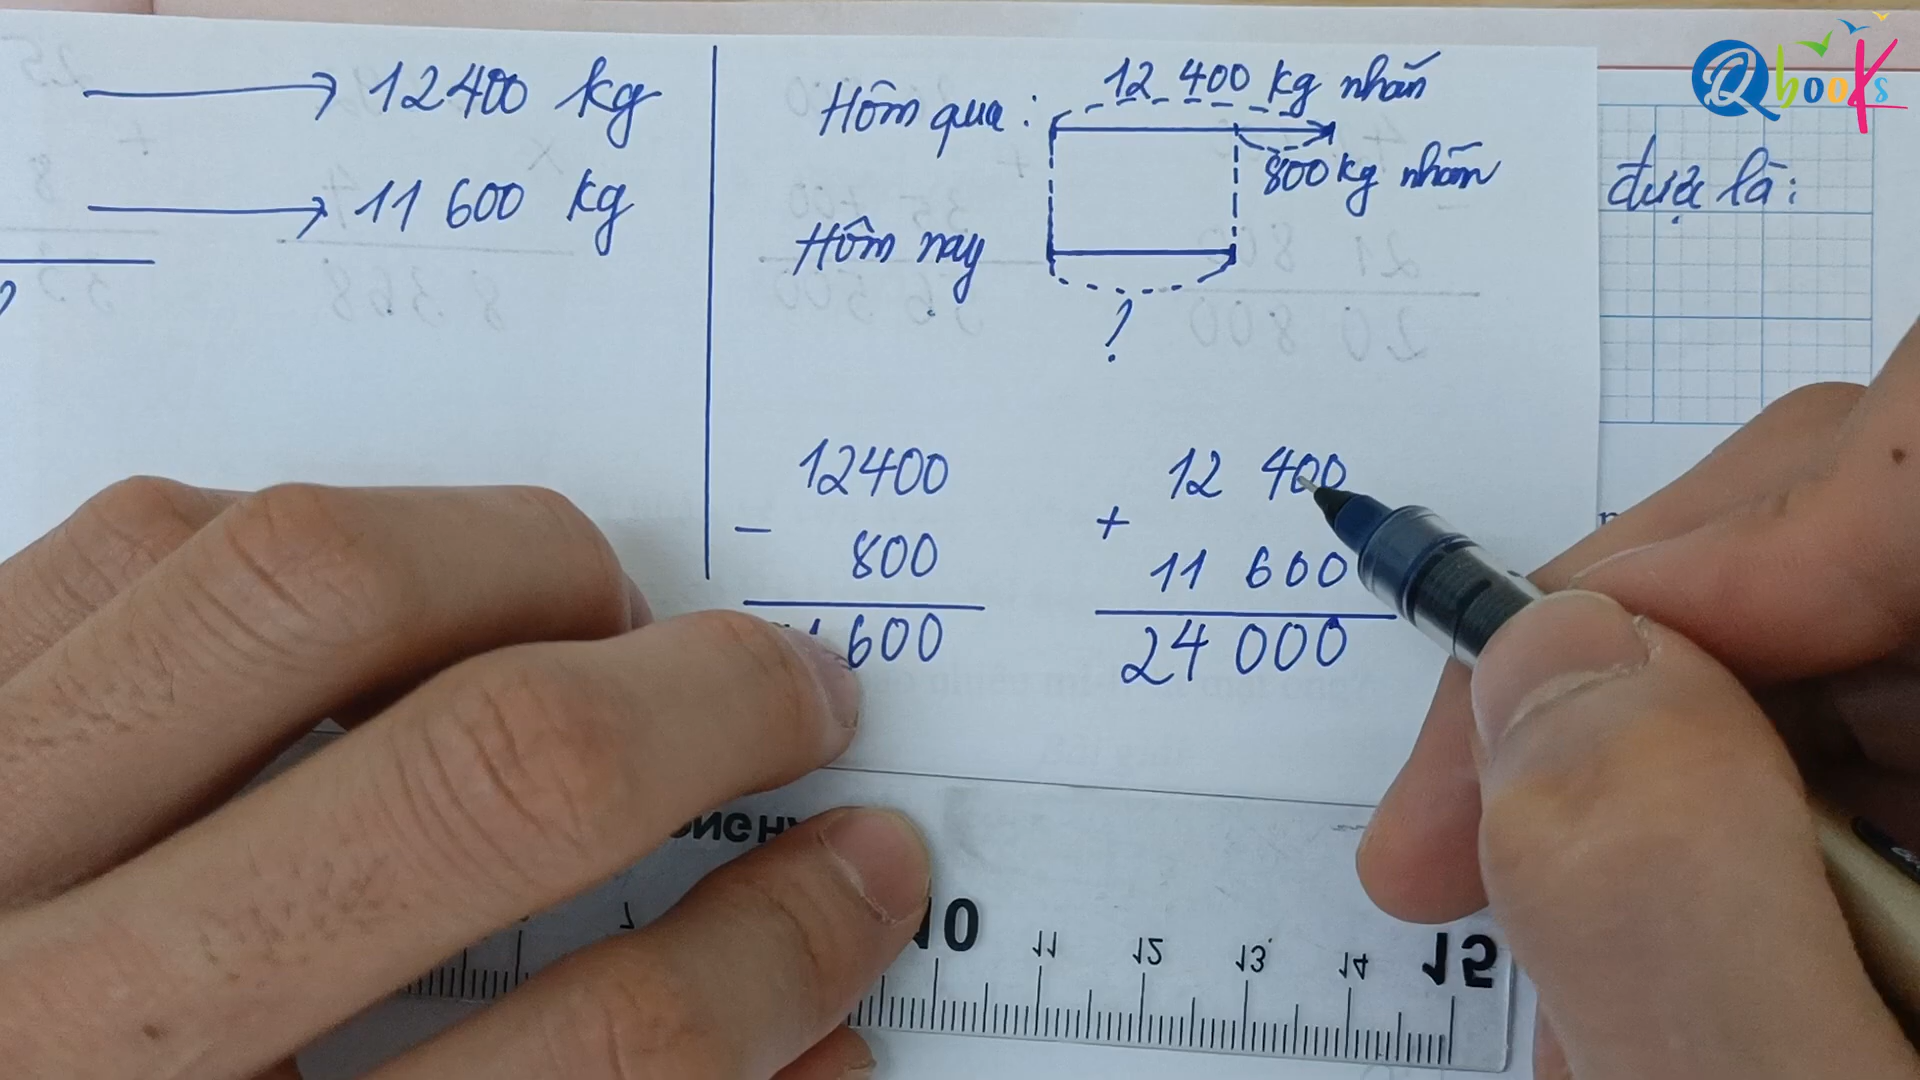 Qbooks
12400 kg
11 600 kg
Hôm qua :
12 400 kg nhãn
800 kg nhãn
Hôm nay
?
được là:
12400
-
800
600
12 400
+
11 600
24 000
10 11 12 13 14 15